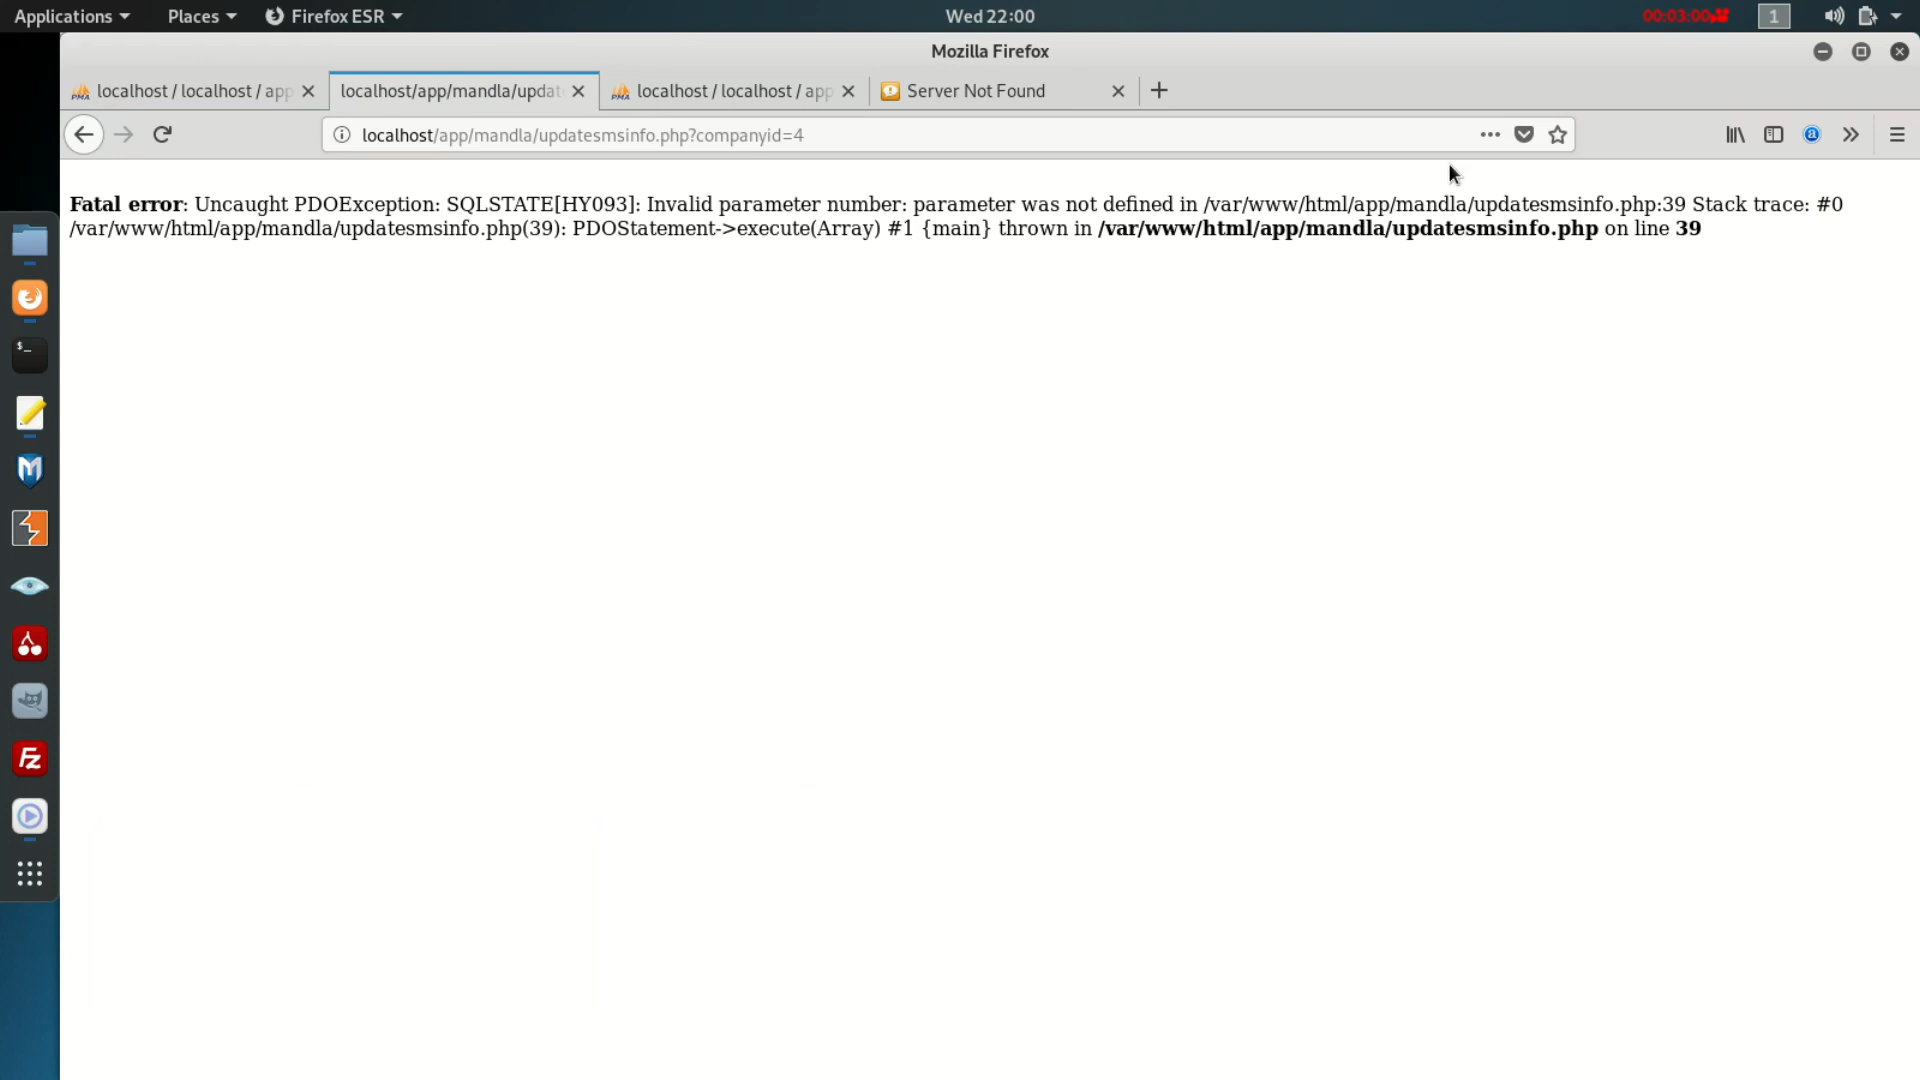 Applications Places Firefox ESR Wed 22:00 00:03:00 1
Mozilla Firefox
localhost / localhost / app localhost/app/mandla/updat localhost / localhost / app Server Not Found
localhost/app/mandla/updatesmsinfo.php?companyid=4
Fatal error: Uncaught PDOException: SQLSTATE[HY093]: Invalid parameter number: parameter was not defined in /var/www/html/app/mandla/updatesmsinfo.php:39 Stack trace: #0
/var/www/html/app/mandla/updatesmsinfo.php(39): PDOStatement->execute(Array) #1 {main} thrown in /var/www/html/app/mandla/updatesmsinfo.php on line 39